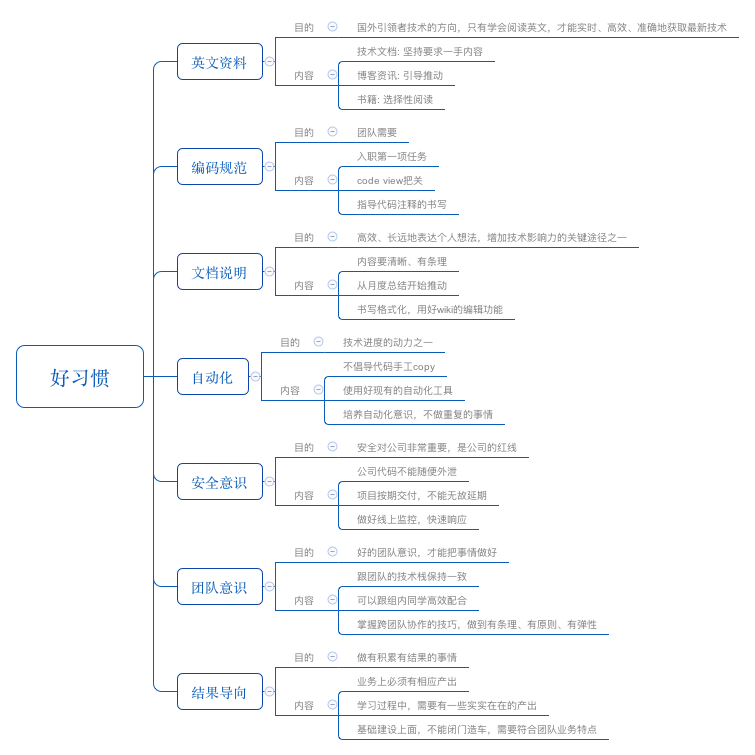 好习惯
英文资料
目的
国外引领者技术的方向，只有学会阅读英文，才能实时、高效、准确地获取最新技术
内容
技术文档: 坚持要求一手内容
博客资讯: 引导推动
书籍: 选择性阅读
编码规范
目的
团队需要
内容
入职第一项任务
code view把关
指导代码注释的书写
文档说明
目的
高效、长远地表达个人想法，增加技术影响力的关键途径之一
内容
内容要清晰、有条理
从月度总结开始推动
书写格式化，用好wiki的编辑功能
自动化
目的
技术进度的动力之一
内容
不倡导代码手工copy
使用好现有的自动化工具
培养自动化意识，不做重复的事情
安全意识
目的
安全对公司非常重要，是公司的红线
内容
公司代码不能随便外泄
项目按期交付，不能无故延期
做好线上监控，快速响应
团队意识
目的
好的团队意识，才能把事情做好
内容
跟团队的技术栈保持一致
可以跟组内同学高效配合
掌握跨团队协作的技巧，做到有条理、有原则、有弹性
结果导向
目的
做有积累有结果的事情
内容
业务上必须有相应产出
学习过程中，需要有一些实实在在的产出
基础建设上面，不能闭门造车，需要符合团队业务特点